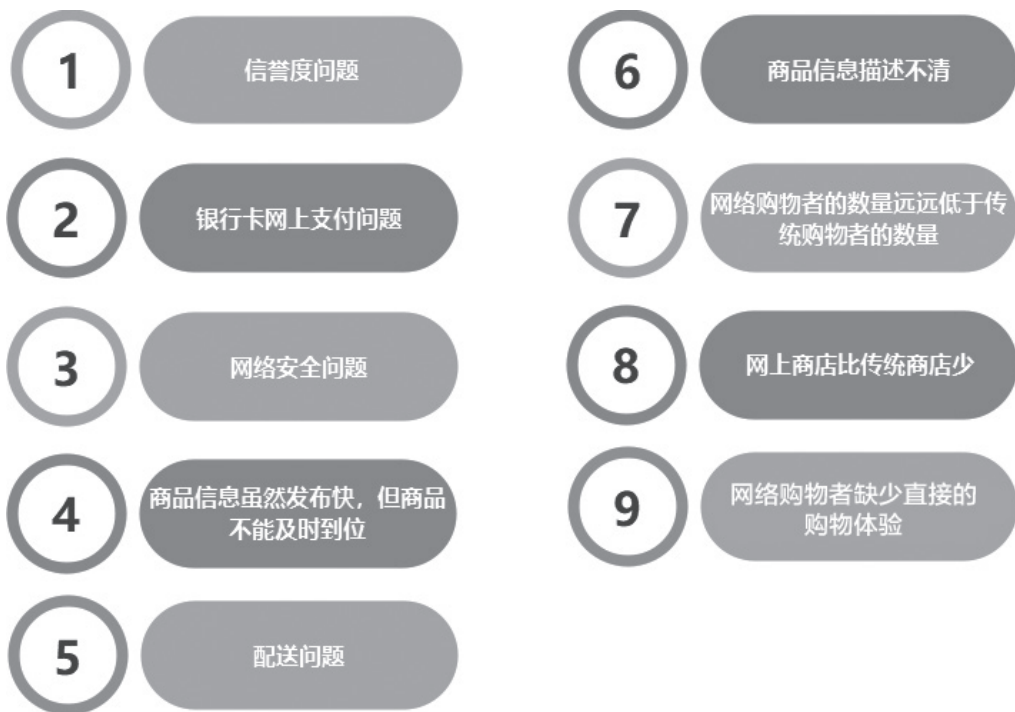 1
信誉度问题
2
银行卡网上支付问题
3
网络安全问题
4
商品信息虽然发布快，但商品
不能及时到位
5
配送问题
6
商品信息描述不清
7
网络购物者的数量远远低于传
统购物者的数量
8
网上商店比传统商店少
9
网络购物者缺少直接的
购物体验